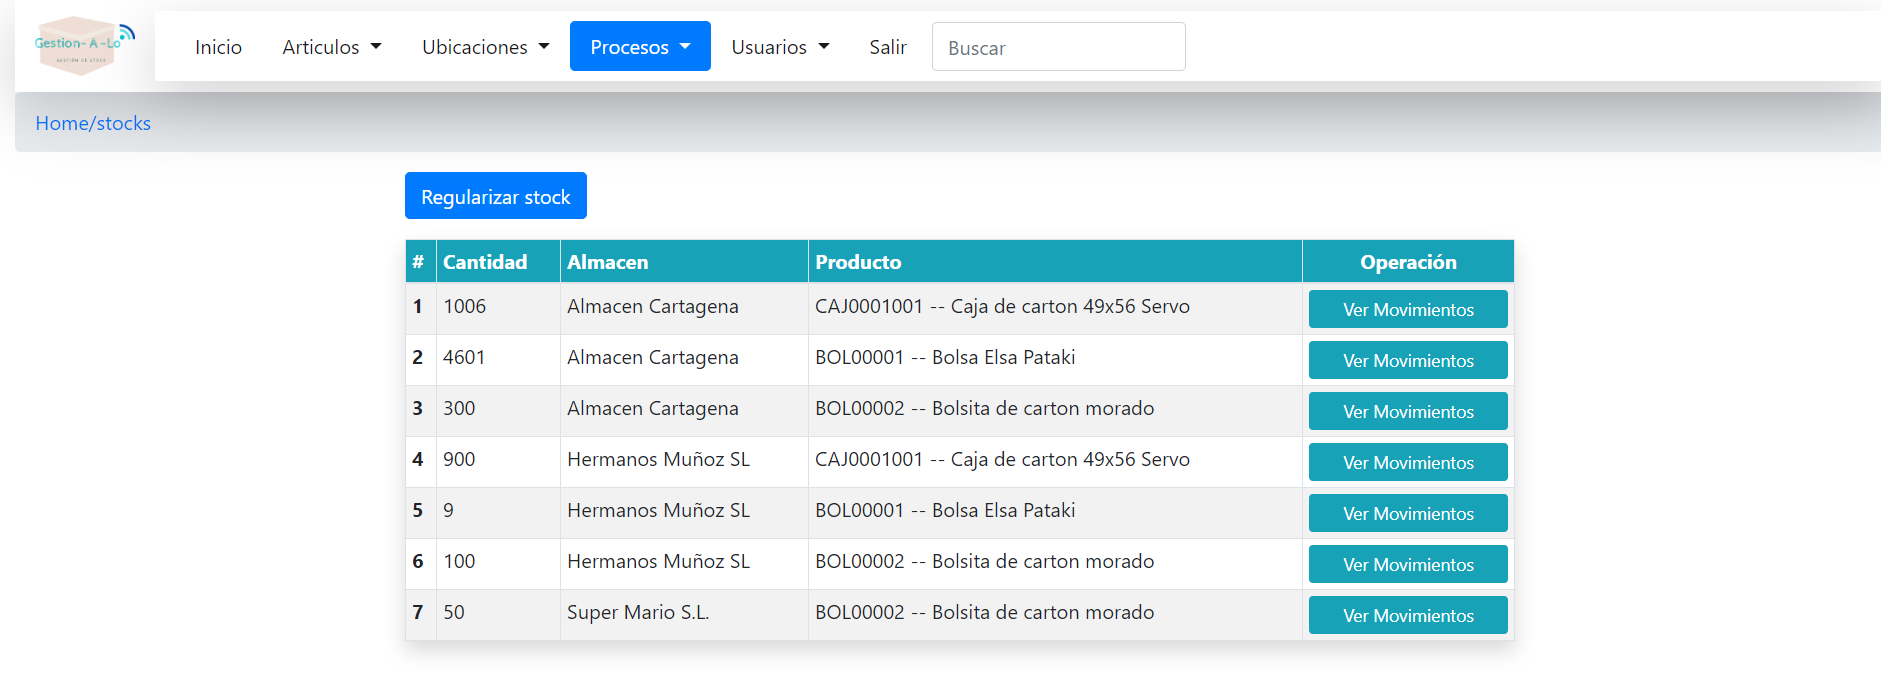 Gestion-A-Lo
GESTIÓN DE STOCK
Inicio Articulos Ubicaciones Procesos Usuarios Salir Buscar
Home/stocks
Regularizar stock
# Cantidad Almacen Producto Operación
1 1006 Almacen Cartagena CAJ0001001 -- Caja de carton 49x56 Servo Ver Movimientos
2 4601 Almacen Cartagena BOL00001 -- Bolsa Elsa Pataki Ver Movimientos
3 300 Almacen Cartagena BOL00002 -- Bolsita de carton morado Ver Movimientos
4 900 Hermanos Muñoz SL CAJ0001001 -- Caja de carton 49x56 Servo Ver Movimientos
5 9 Hermanos Muñoz SL BOL00001 -- Bolsa Elsa Pataki Ver Movimientos
6 100 Hermanos Muñoz SL BOL00002 -- Bolsita de carton morado Ver Movimientos
7 50 Super Mario S.L. BOL00002 -- Bolsita de carton morado Ver Movimientos